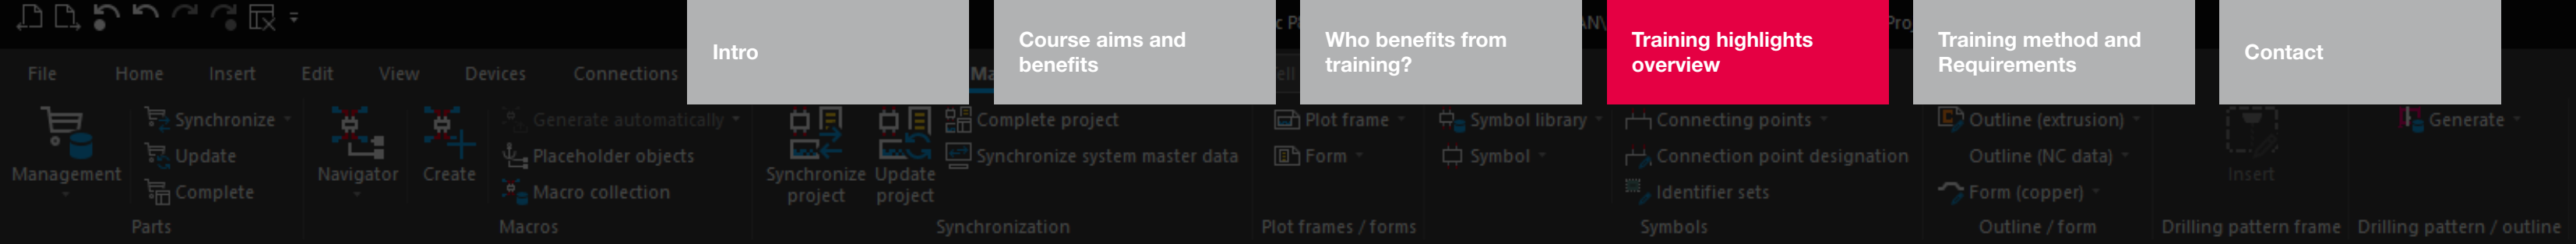 Intro
Course aims and
benefits
Who benefits from
training?
Training highlights
overview
Training method and
Requirements
Contact
File
Home
Insert
Edit
View
Devices
Connections
Ma
Management
Synchronize
Update
Complete
Parts
Navigator
Create
Generate automatically
Placeholder objects
Macro collection
Macros
Synchronize
project
Update
project
Complete project
Synchronize system master data
Synchronization
Plot frame
Form
Plot frames / forms
Symbol library
Symbol
Connecting points
Connection point designation
Identifier sets
Symbols
Outline (extrusion)
Outline (NC data)
Form (copper)
Outline / form
Insert
Drilling pattern frame
Generate
Drilling pattern / outline